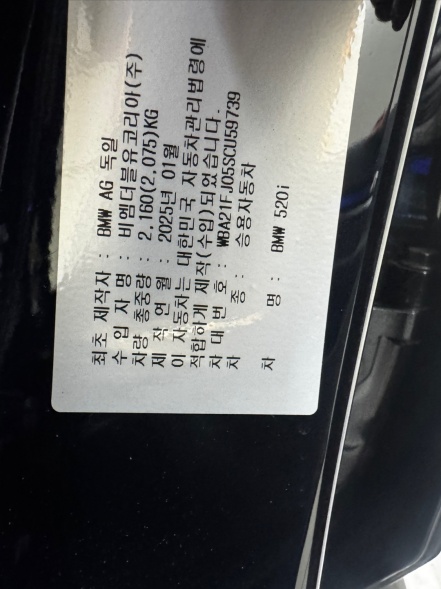 최초 제작자 : BMW AG 독일
수 입 자 명 : 비엠더블유코리아(주)
차량 총중량 : 2,160(2,075)KG
제 작 연 월 : 2025년 01월
이 자동차는 대한민국 자동차관리법령에
적합하게 제작(수입)되었습니다.
차 대 번 호 : WBA21FJ05SCU59739
차 종 : 승용자동차
차 명 : BMW 520i